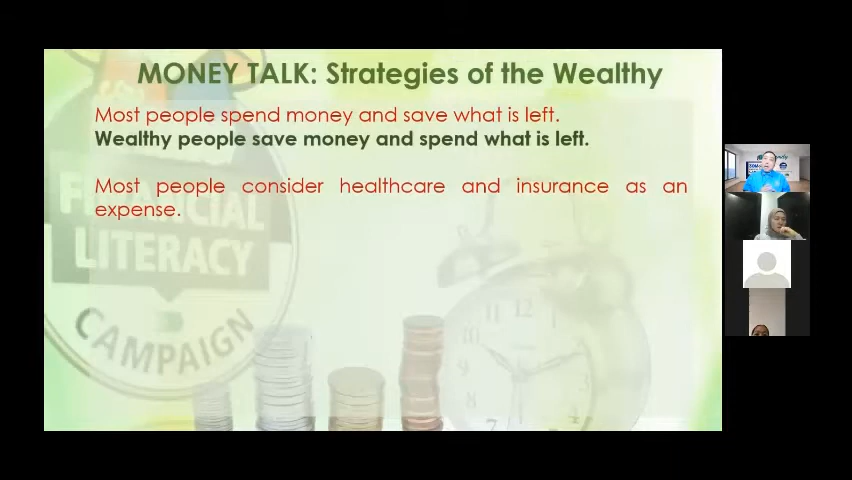 MONEY TALK: Strategies of the Wealthy
Most people spend money and save what is left.
Wealthy people save money and spend what is left.
Most people consider healthcare and insurance as an
expense.
FINANCIAL
LITERACY
CAMPAIGN